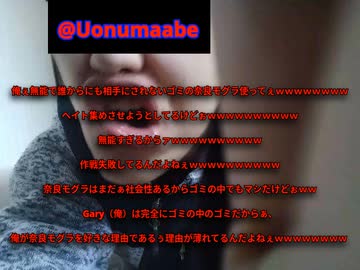 @Uonumaabe
俺ぇ無能で誰からにも相手にされないゴミの奈良モグラ使ってぇｗｗｗｗｗｗｗｗ
ヘイト集めさせようとしてるけどぉｗｗｗｗｗｗｗｗｗｗ
無能すぎるからァｗｗｗｗｗｗｗｗｗｗ
作戦失敗してるんだよねぇｗｗｗｗｗｗｗｗｗｗ
奈良モグラはまだぁ社会性あるからゴミの中でもマシだけどぉｗｗ
Gary（俺）は完全にゴミの中のゴミだからぁ、
俺が奈良モグラを好きな理由であるぅ理由が薄れてるんだよねぇｗｗｗｗｗｗｗｗ